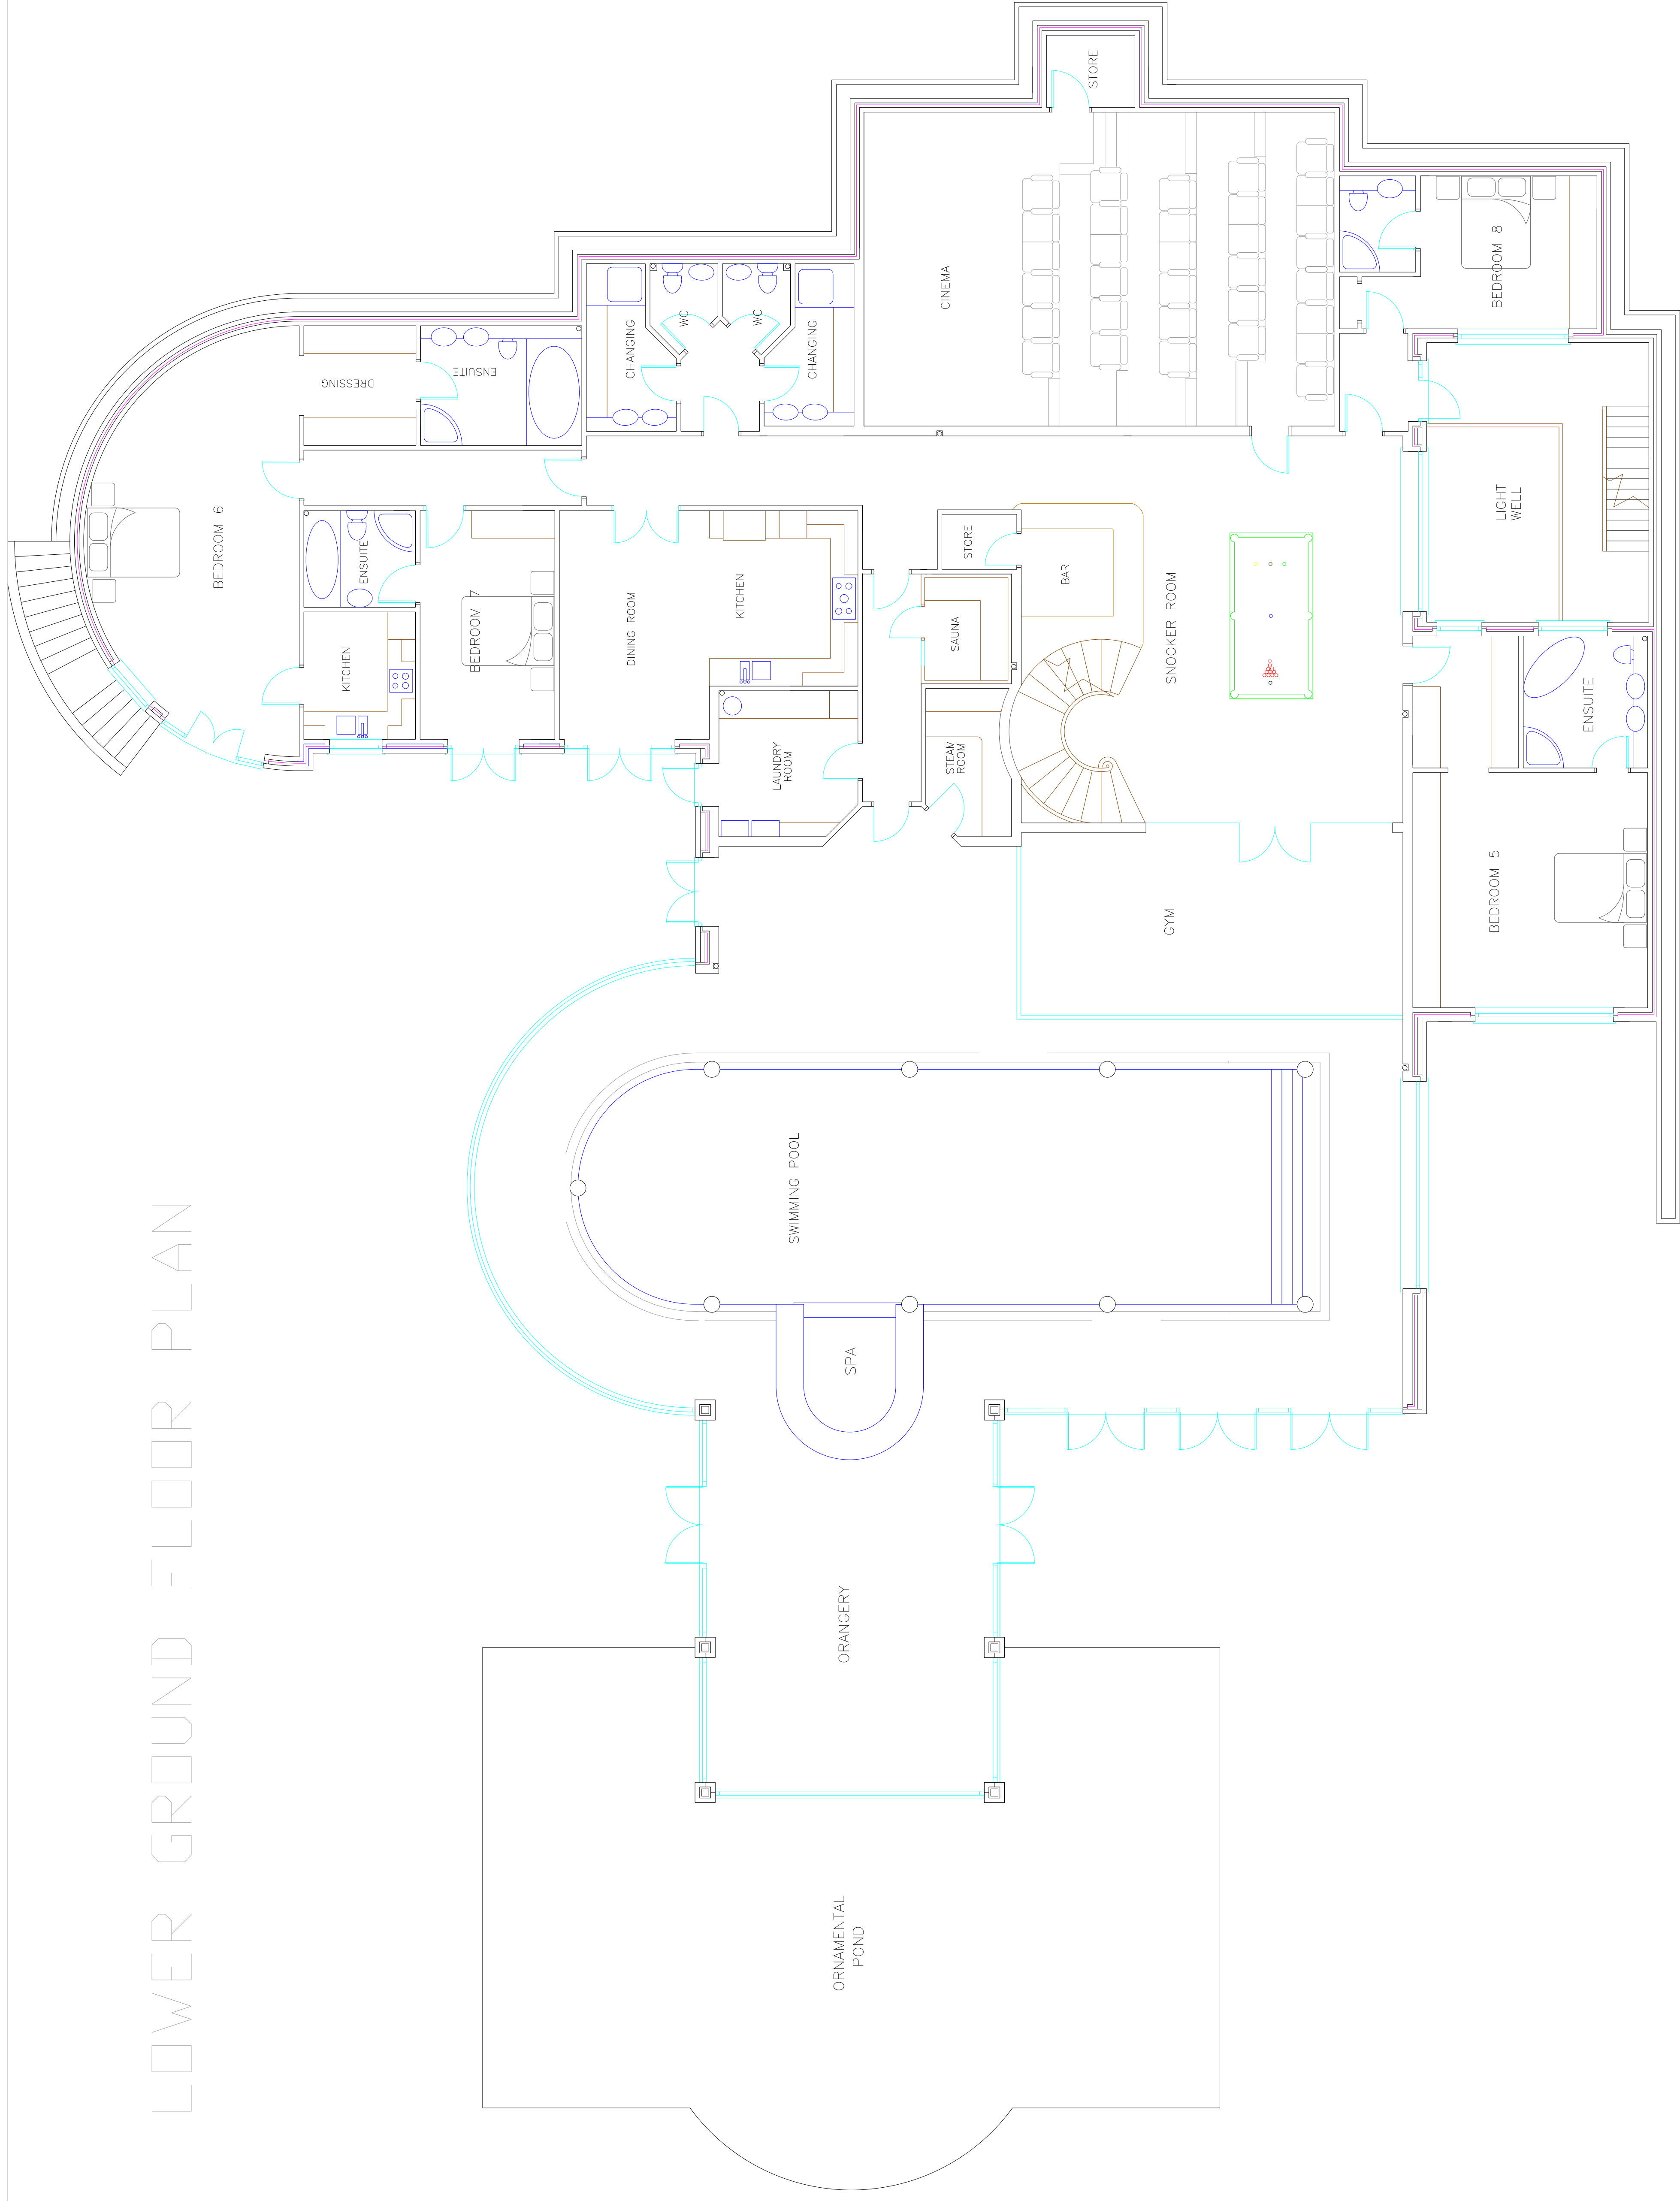 LOWER GROUND FLOOR PLAN
BEDROOM 6
DRESSING
ENSUITE
KITCHEN
ENSUITE
BEDROOM 7
CHANGING
WC
WC
CHANGING
DINING ROOM
KITCHEN
LAUNDRY
ROOM
CINEMA
STORE
STORE
SAUNA
STEAM
ROOM
BAR
SNOOKER ROOM
GYM
BEDROOM 8
LIGHT
WELL
ENSUITE
BEDROOM 5
SWIMMING POOL
SPA
ORANGERY
ORNAMENTAL
POND